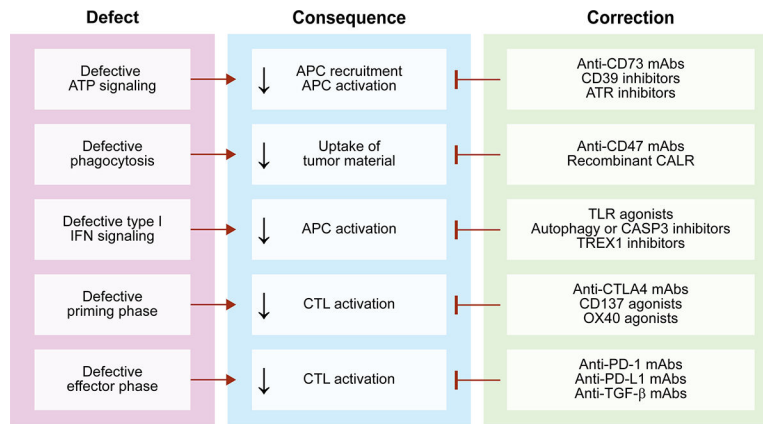 Defect
Consequence
Correction
Defective
ATP signaling
APC recruitment
APC activation
Anti-CD73 mAbs
CD39 inhibitors
ATR inhibitors
Defective
phagocytosis
Uptake of
tumor material
Anti-CD47 mAbs
Recombinant CALR
Defective type I
IFN signaling
APC activation
TLR agonists
Autophagy or CASP3 inhibitors
TREX1 inhibitors
Defective
priming phase
CTL activation
Anti-CTLA4 mAbs
CD137 agonists
OX40 agonists
Defective
effector phase
CTL activation
Anti-PD-1 mAbs
Anti-PD-L1 mAbs
Anti-TGF-β mAbs